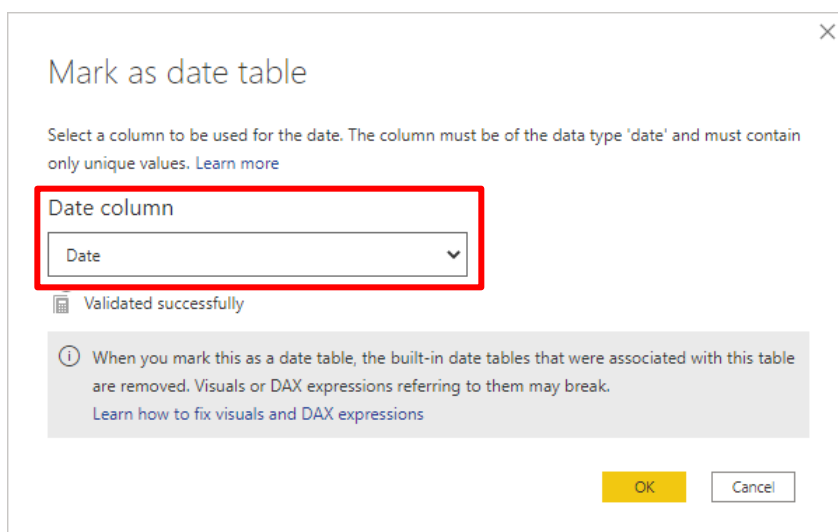 Mark as date table
Select a column to be used for the date. The column must be of the data type 'date' and must contain
only unique values. Learn more
Date column
Date
Validated successfully
When you mark this as a date table, the built-in date tables that were associated with this table
are removed. Visuals or DAX expressions referring to them may break.
Learn how to fix visuals and DAX expressions
OK
Cancel